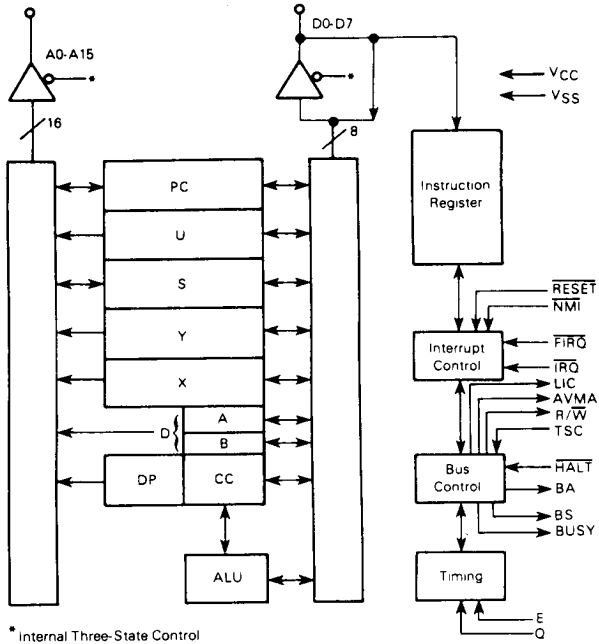 A0-A15
D0-D7
*
*
VCC
VSS
16
8
PC
U
S
Y
X
D{
A
B
DP
CC
ALU
Instruction
Register
RESET
NMI
Interrupt
Control
FIRQ
IRQ
LIC
AVMA
R/W
TSC
Bus
Control
HALT
BA
BS
BUSY
Timing
E
Q
*Internal Three-State Control